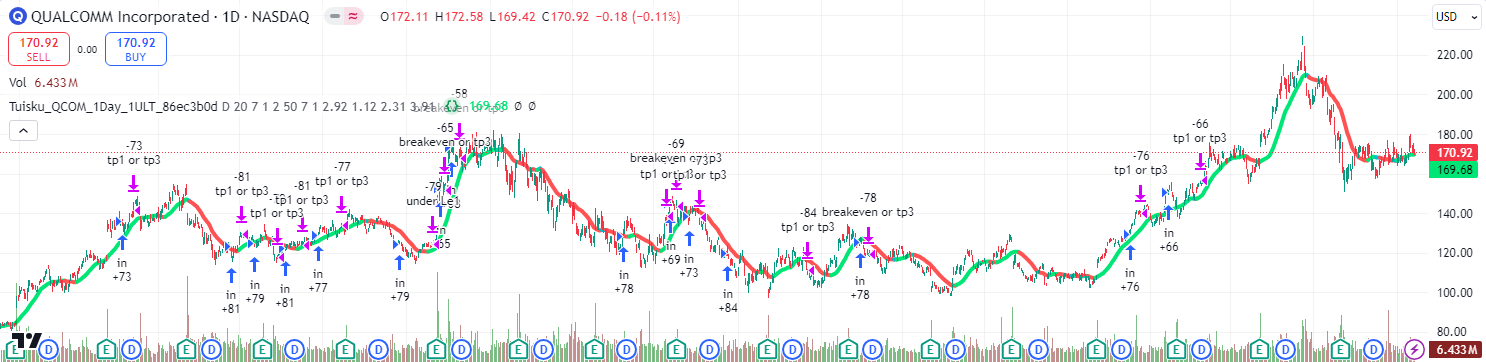 QUALCOMM Incorporated · 1D · NASDAQ
O172.11 H172.58 L169.42 C170.92 −0.18 (−0.11%)
USD
170.92
SELL
0.00
170.92
BUY
Vol 6.433M
Tuisku_QCOM_1Day_1ULT_86ec3b0d D 20 7 1 2 50 7 1 2.92 1.12 2.31 3.91 169.68 ∅ ∅
-58
breakeven or tp3
-65
breakeven or tp3
-73
tp1 or tp3
-81
tp1 or tp3
tp1 or tp3
-81
tp1 or tp3
-77
tp1 or tp3
-79
under Le1
-69
breakeven or tp3
-73
tp1 or tp3
-84
tp1 or tp3
-78
breakeven or tp3
-76
tp1 or tp3
-66
tp1 or tp3
in
+73
in
+81
in
+79
in
+81
in
+77
in
+79
in
+78
in
+69
in
+73
in
+84
in
+78
in
+76
in
+66
220.00
200.00
180.00
170.92
169.68
140.00
120.00
100.00
80.00
6.433M
E D E D E D E D E D E D E D E D E D E D E D E D E D E D E D E D E D